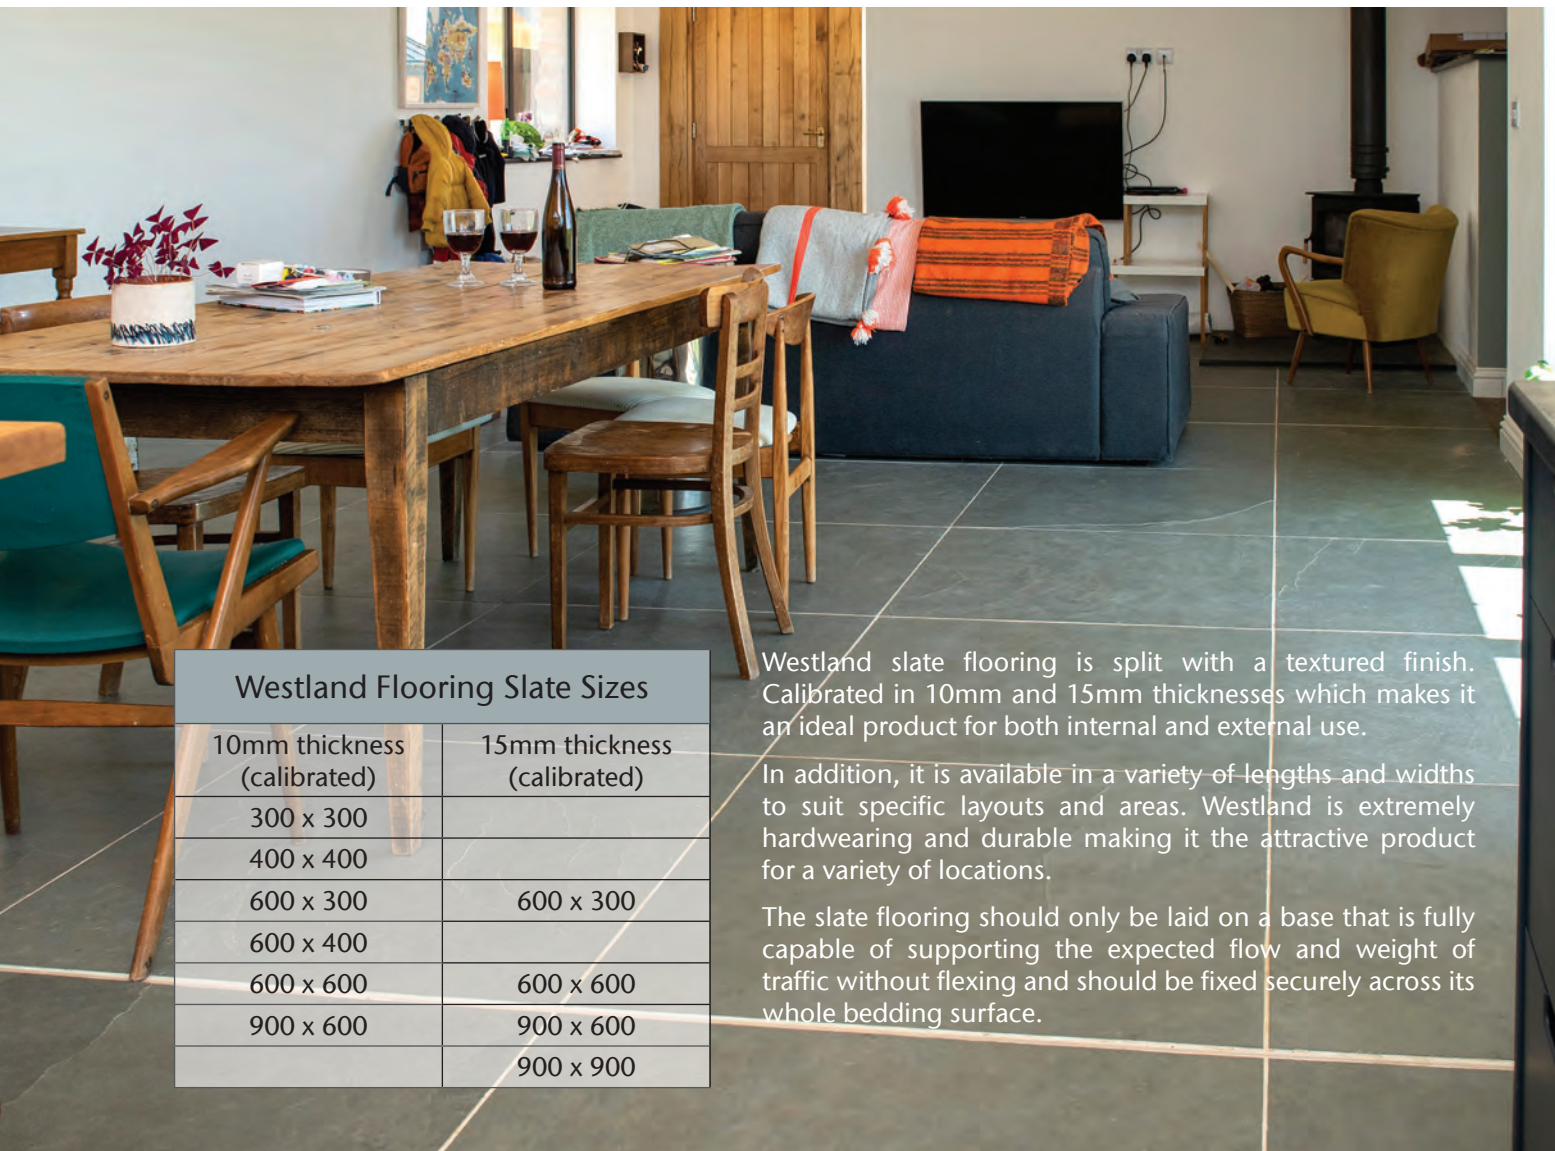 Westland Flooring Slate Sizes
10mm thickness (calibrated) 15mm thickness (calibrated)
300 x 300
400 x 400
600 x 300 600 x 300
600 x 400
600 x 600 600 x 600
900 x 600 900 x 600
900 x 900
Westland slate flooring is split with a textured finish.
Calibrated in 10mm and 15mm thicknesses which makes it
an ideal product for both internal and external use.
In addition, it is available in a variety of lengths and widths
to suit specific layouts and areas. Westland is extremely
hardwearing and durable making it the attractive product
for a variety of locations.
The slate flooring should only be laid on a base that is fully
capable of supporting the expected flow and weight of
traffic without flexing and should be fixed securely across its
whole bedding surface.